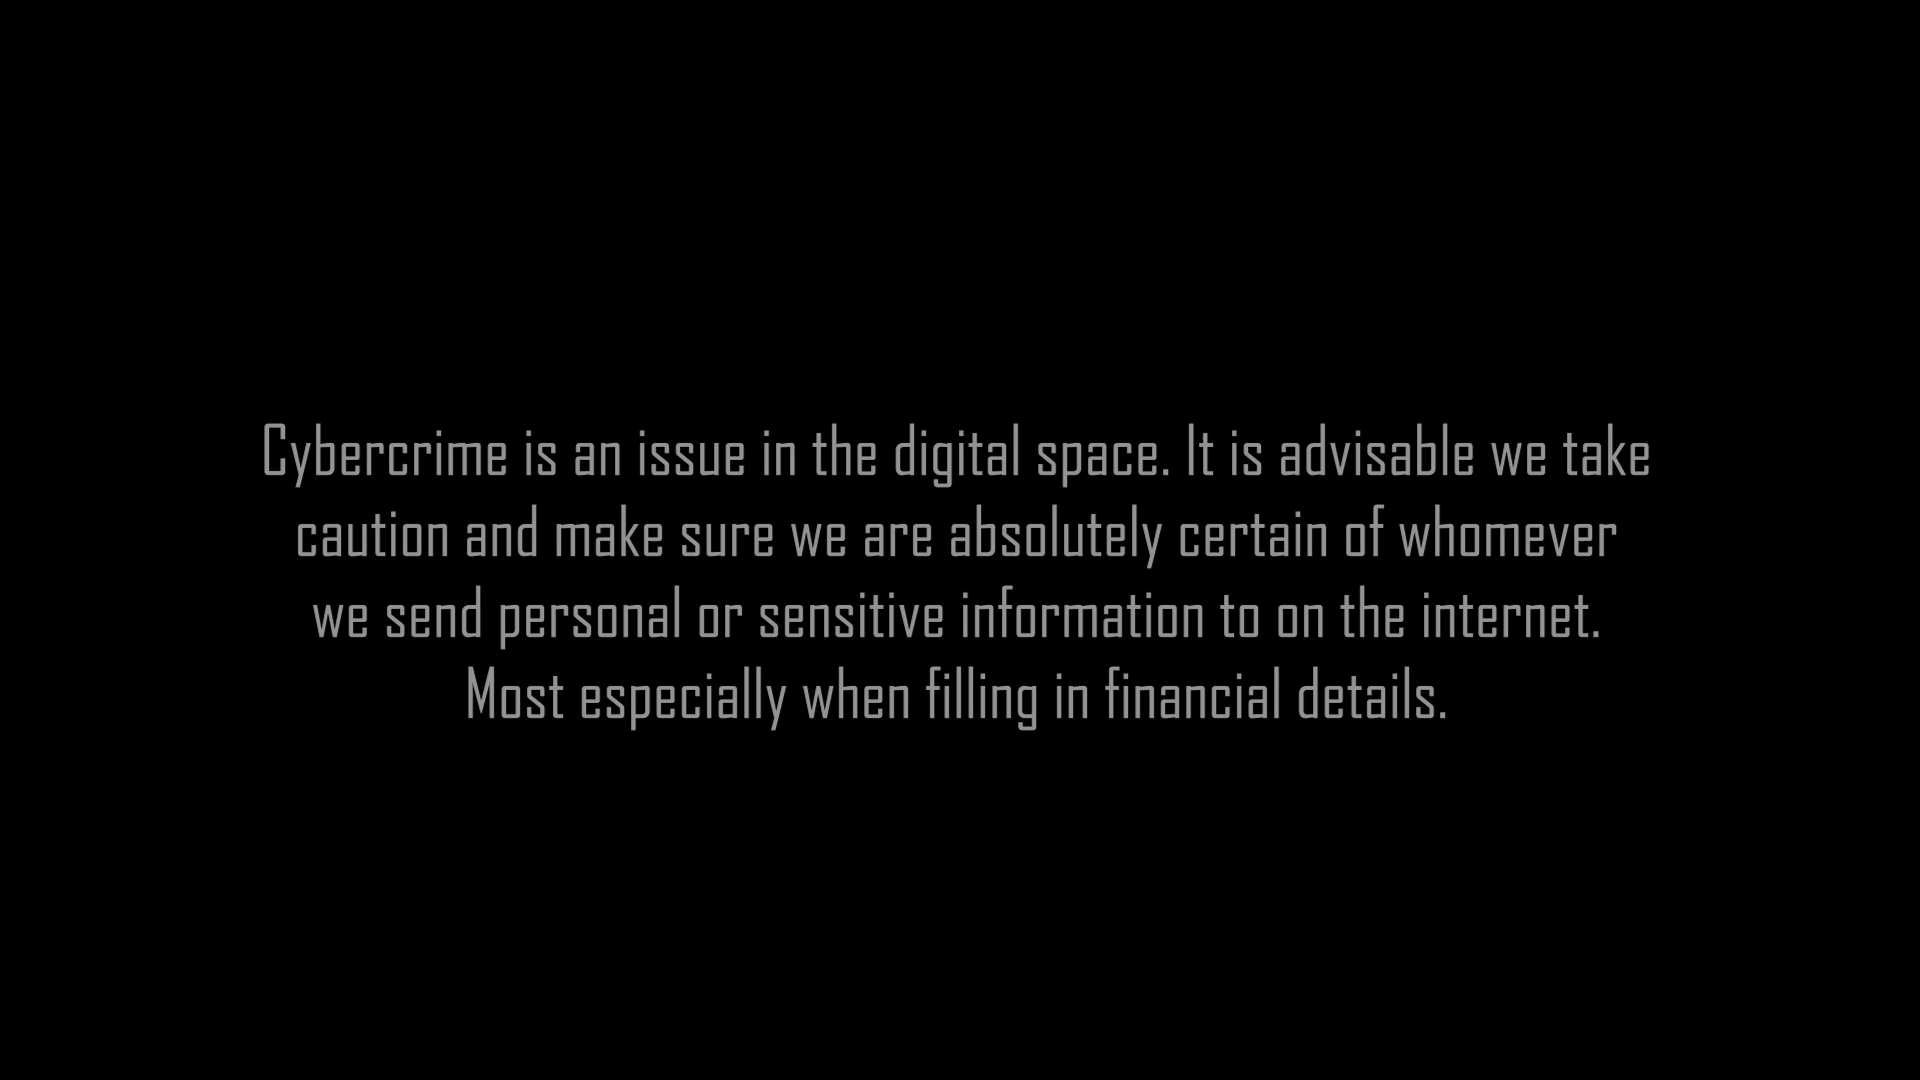 Cybercrime is an issue in the digital space. It is advisable we take
caution and make sure we are absolutely certain of whomever
we send personal or sensitive information to on the internet.
Most especially when filling in financial details.